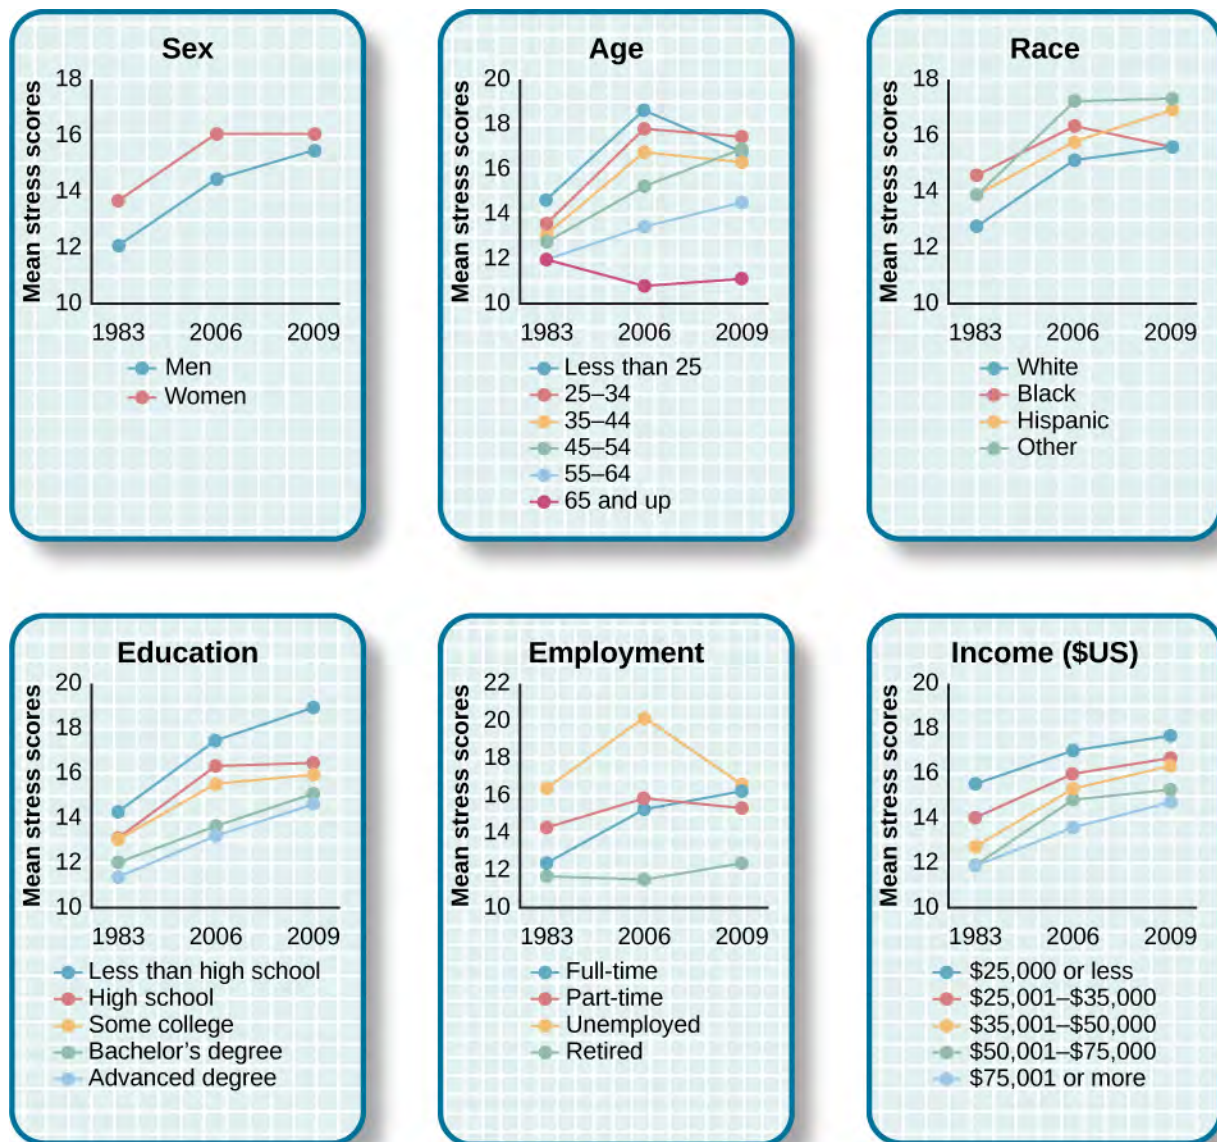 Sex
Mean stress scores
18
16
14
12
10
1983 2006 2009
Men
Women
Age
Mean stress scores
20
18
16
14
12
10
1983 2006 2009
Less than 25
25–34
35–44
45–54
55–64
65 and up
Race
Mean stress scores
18
16
14
12
10
1983 2006 2009
White
Black
Hispanic
Other
Education
Mean stress scores
20
18
16
14
12
10
1983 2006 2009
Less than high school
High school
Some college
Bachelor’s degree
Advanced degree
Employment
Mean stress scores
22
20
18
16
14
12
10
1983 2006 2009
Full-time
Part-time
Unemployed
Retired
Income ($US)
Mean stress scores
20
18
16
14
12
10
1983 2006 2009
$25,000 or less
$25,001–$35,000
$35,001–$50,000
$50,001–$75,000
$75,001 or more